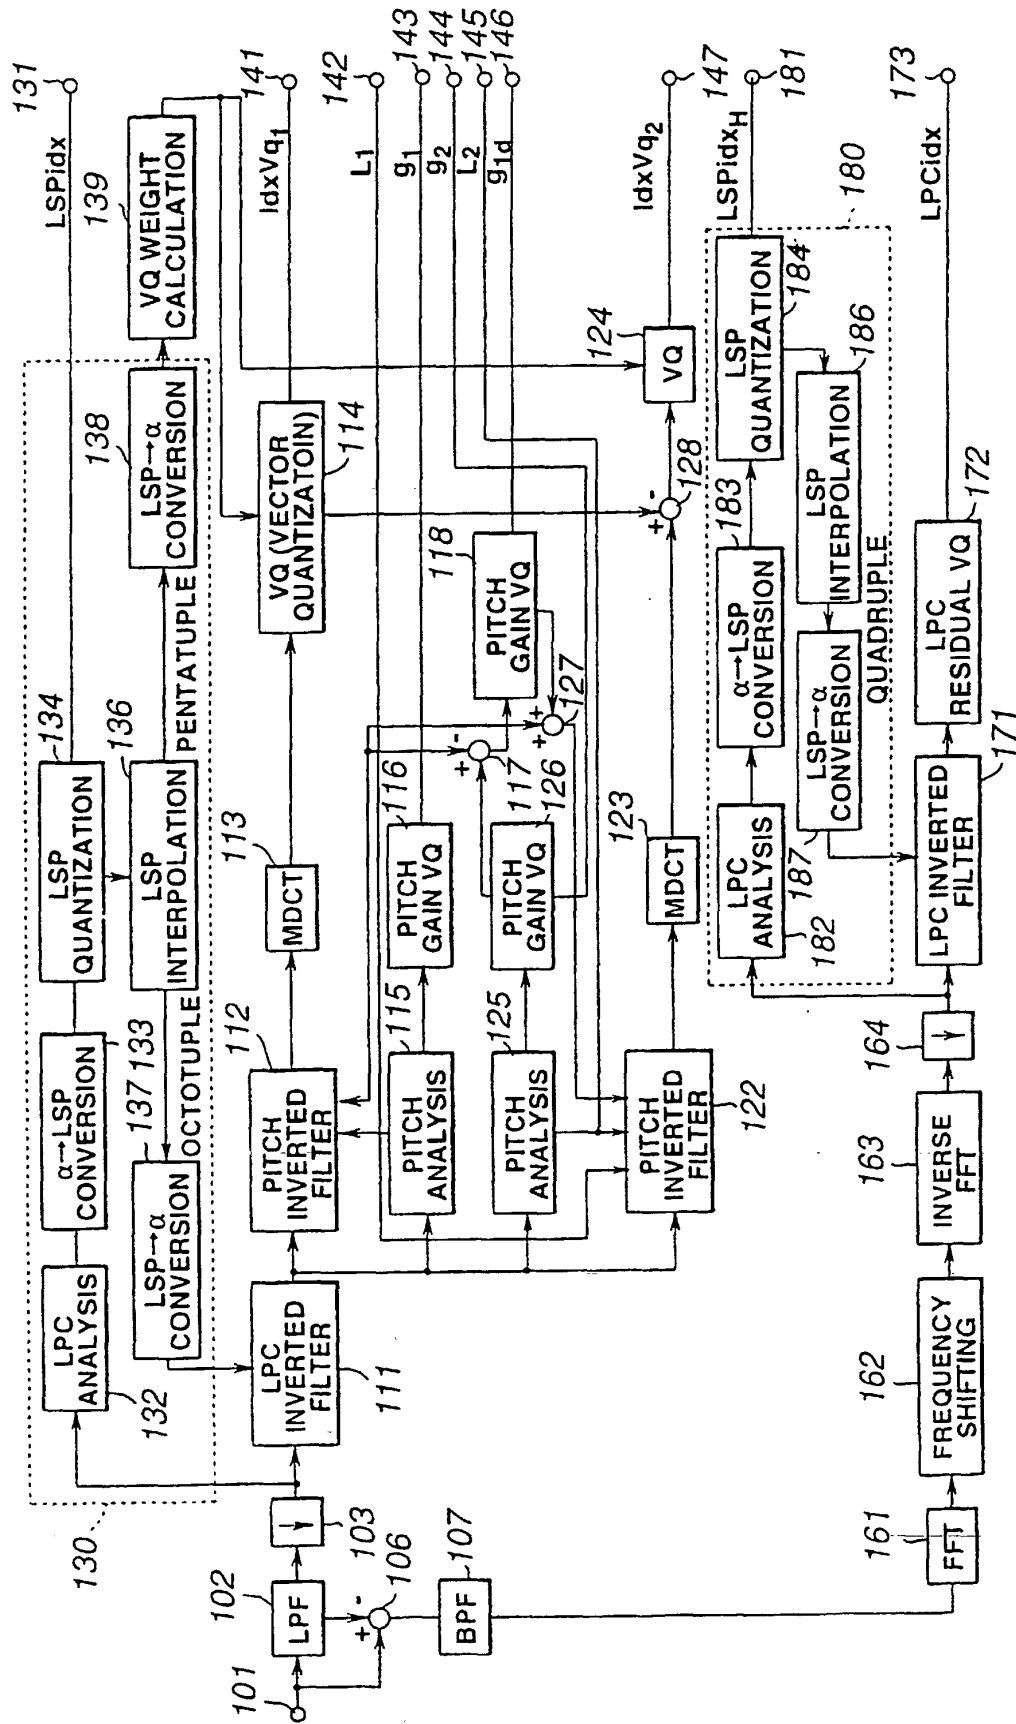 131
LSPidx
139
VQ WEIGHT
CALCULATION
141
IdxVq1
142
L1
143
g1
144
g2
145
L2
146
g1d
147
IdxVq2
181
LSPidxH
173
LPCidx
134
LSP
QUANTIZATION
136
LSP
INTERPOLATION
PENTATUPLE
138
LSP→α
CONVERSION
α→LSP
CONVERSION
133
OCTOTUPLE
137
LSP→α
CONVERSION
LPC
ANALYSIS
132
130
VQ (VECTOR
QUANTIZATOIN)
114
113
MDCT
112
PITCH
INVERTED
FILTER
LPC
INVERTED
FILTER
111
115
PITCH
ANALYSIS
116
PITCH
GAIN VQ
117
+
-
118
PITCH
GAIN VQ
127
+
+
125
PITCH
ANALYSIS
126
PITCH
GAIN VQ
PITCH
INVERTED
FILTER
122
123
MDCT
128
+
-
124
VQ
180
LSP
QUANTIZATION
184
183
α→LSP
CONVERSION
LPC
ANALYSIS
182
LSP
INTERPOLATION
186
QUADRUPLE
LSP→α
CONVERSION
187
101
102
LPF
103
106
+
-
107
BPF
161
FFT
162
FREQUENCY
SHIFTING
163
INVERSE
FFT
164
LPC INVERTED
FILTER
171
LPC
RESIDUAL VQ
172